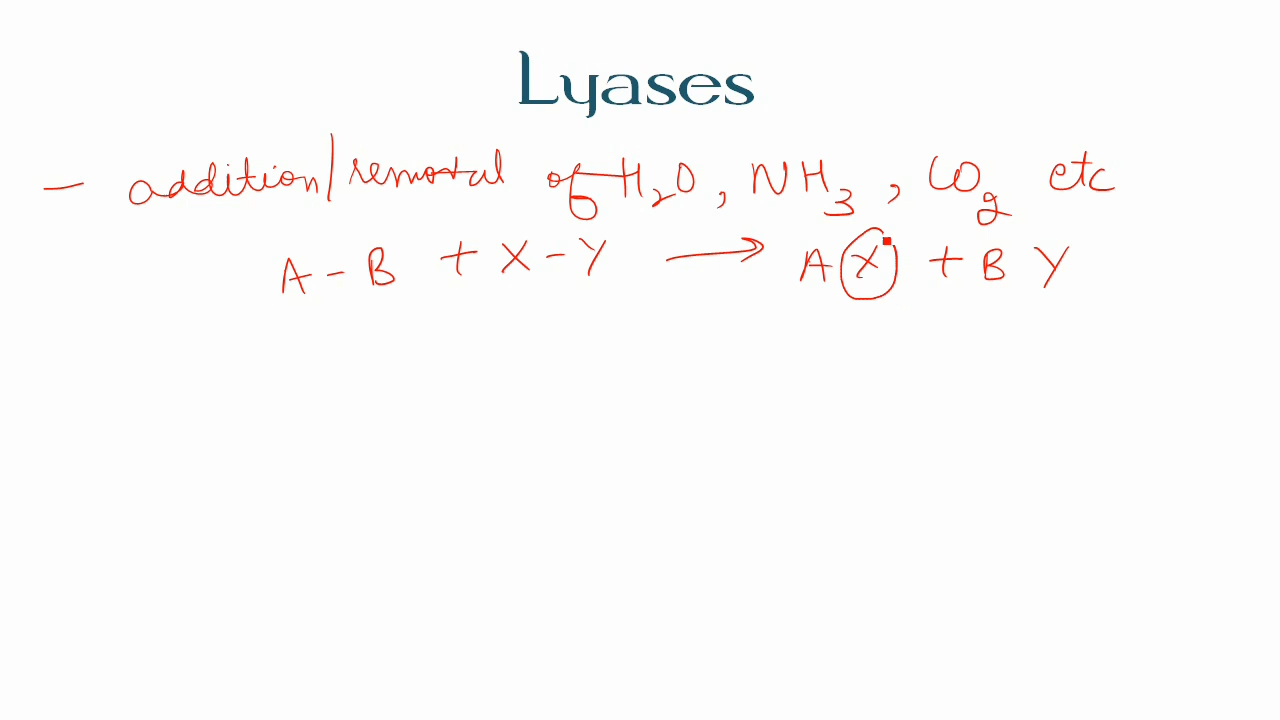 Lyases
- addition/removal of H₂O, NH₃, CO₂ etc
A - B + X - Y → A X + B Y